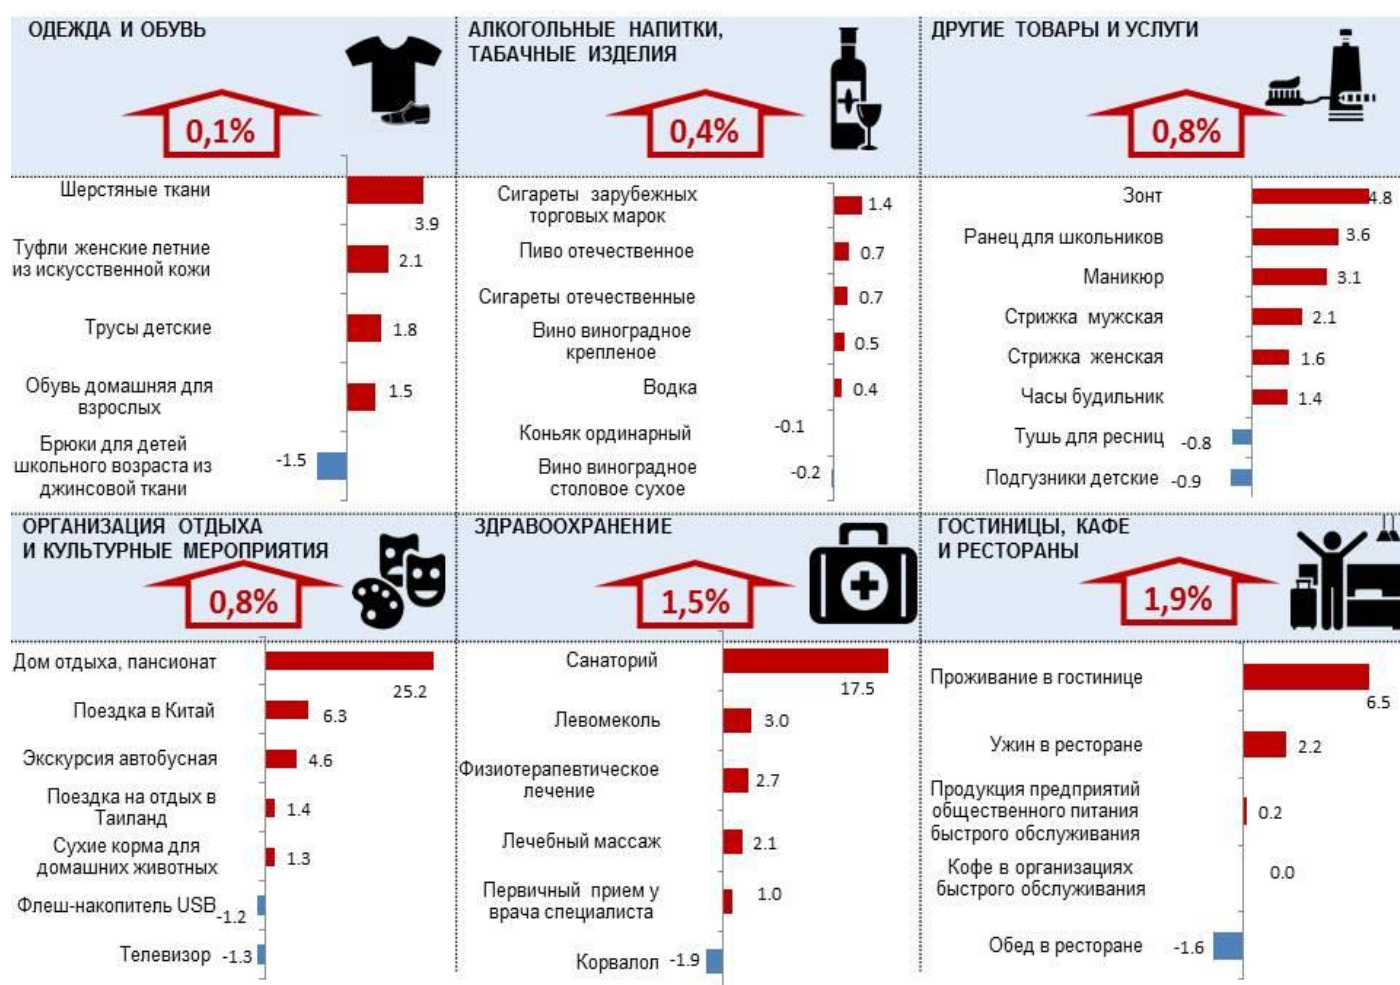 ОДЕЖДА И ОБУВЬ
0,1%
Шерстяные ткани
3.9
Туфли женские летние
из искусственной кожи
2.1
Трусы детские
1.8
Обувь домашняя для
взрослых
1.5
Брюки для детей
школьного возраста из
джинсовой ткани
-1.5
АЛКОГОЛЬНЫЕ НАПИТКИ,
ТАБАЧНЫЕ ИЗДЕЛИЯ
0,4%
Сигареты зарубежных
торговых марок
1.4
Пиво отечественное
0.7
Сигареты отечественные
0.7
Вино виноградное
крепленое
0.5
Водка
0.4
Коньяк ординарный
-0.1
Вино виноградное
столовое сухое
-0.2
ДРУГИЕ ТОВАРЫ И УСЛУГИ
0,8%
Зонт
4.8
Ранец для школьников
3.6
Маникюр
3.1
Стрижка мужская
2.1
Стрижка женская
1.6
Часы будильник
1.4
Тушь для ресниц
-0.8
Подгузники детские
-0.9
ОРГАНИЗАЦИЯ ОТДЫХА
И КУЛЬТУРНЫЕ МЕРОПРИЯТИЯ
0,8%
Дом отдыха, пансионат
25.2
Поездка в Китай
6.3
Экскурсия автобусная
4.6
Поездка на отдых в
Таиланд
1.4
Сухие корма для
домашних животных
1.3
Флеш-накопитель USB
-1.2
Телевизор
-1.3
ЗДРАВООХРАНЕНИЕ
1,5%
Санаторий
17.5
Левомеколь
3.0
Физиотерапевтическое
лечение
2.7
Лечебный массаж
2.1
Первичный прием у
врача специалиста
1.0
Корвалол
-1.9
ГОСТИНИЦЫ, КАФЕ
И РЕСТОРАНЫ
1,9%
Проживание в гостинице
6.5
Ужин в ресторане
2.2
Продукция предприятий
общественного питания
быстрого обслуживания
0.2
Кофе в организациях
быстрого обслуживания
0.0
Обед в ресторане
-1.6